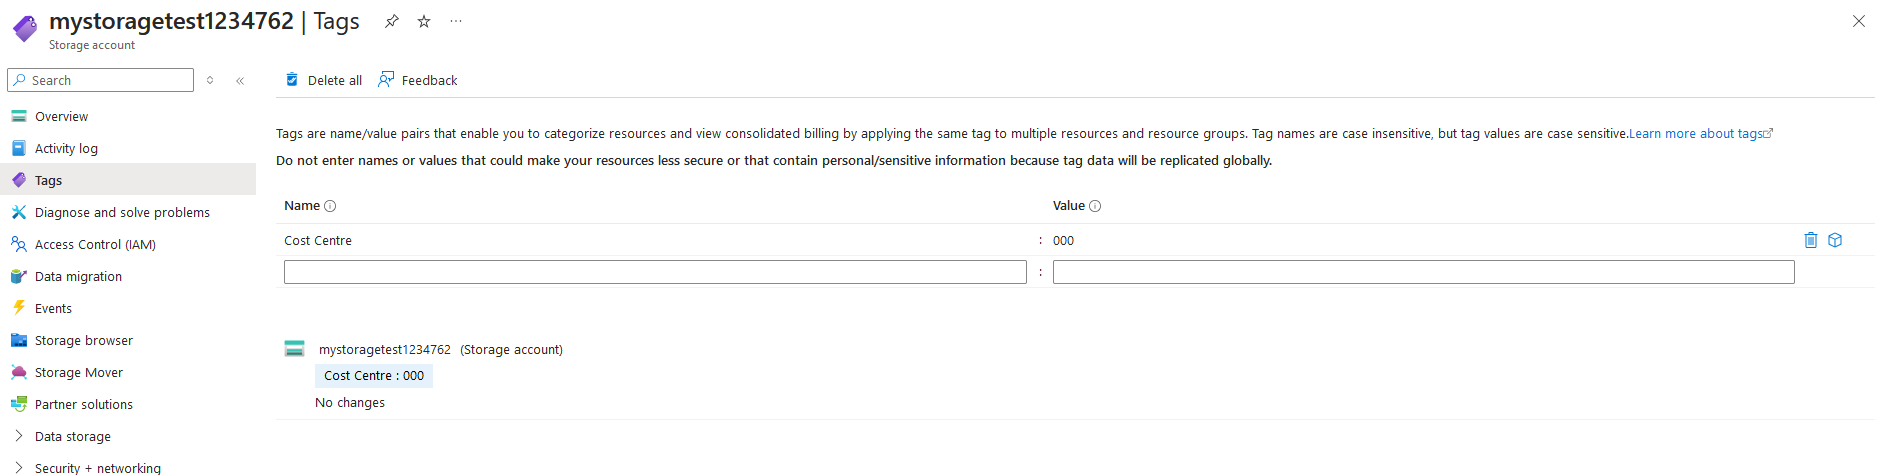 mystoragetest1234762 | Tags
Storage account
Search
Delete all
Feedback
Overview
Activity log
Tags
Diagnose and solve problems
Access Control (IAM)
Data migration
Events
Storage browser
Storage Mover
Partner solutions
Data storage
Security + networking
Tags are name/value pairs that enable you to categorize resources and view consolidated billing by applying the same tag to multiple resources and resource groups. Tag names are case insensitive, but tag values are case sensitive.Learn more about tags
Do not enter names or values that could make your resources less secure or that contain personal/sensitive information because tag data will be replicated globally.
Name Value
Cost Centre : 000
:
mystoragetest1234762 (Storage account)
Cost Centre : 000
No changes